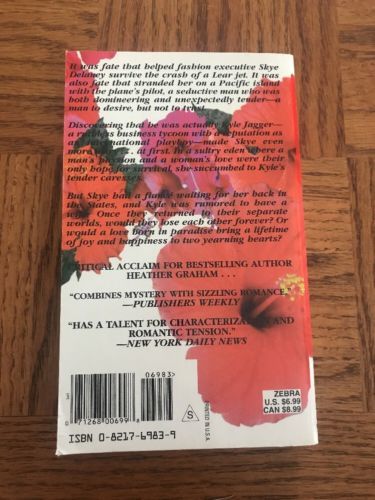 It was fate that helped fashion executive Skye
Delaney survive the crash of a Lear jet. It was
also fate that stranded her on a Pacific island
with the plane's pilot, a seductive man who was
both domineering and unexpectedly tender—a
man to desire, but not to trust.
Discovering that he was actually Kyle Jagger—
a ruthless business tycoon with a reputation as
an international playboy—made Skye even
more at first. In a sultry eden where a
man's passion and a woman's love were their
only hope for survival, she succumbed to Kyle's
tender caress
But Skye had a fiancé waiting for her back in
the States, and Kyle was rumored to have a
wife. Once they returned to their separate
worlds, would they lose each other forever? Or
would a love born in paradise bring a lifetime
of joy and happiness to two yearning hearts?
CRITICAL ACCLAIM FOR BESTSELLING AUTHOR
HEATHER GRAHAM . . .
"COMBINES MYSTERY WITH SIZZLING ROMANCE."
—PUBLISHERS WEEKLY
"HAS A TALENT FOR CHARACTERIZATION AND
ROMANTIC TENSION."
—NEW YORK DAILY NEWS
06983>
0 71268 00699
ISBN 0-8217-6983-9
S
PRINTED IN U.S.A.
ZEBRA
U.S. $6.99
CAN $8.99